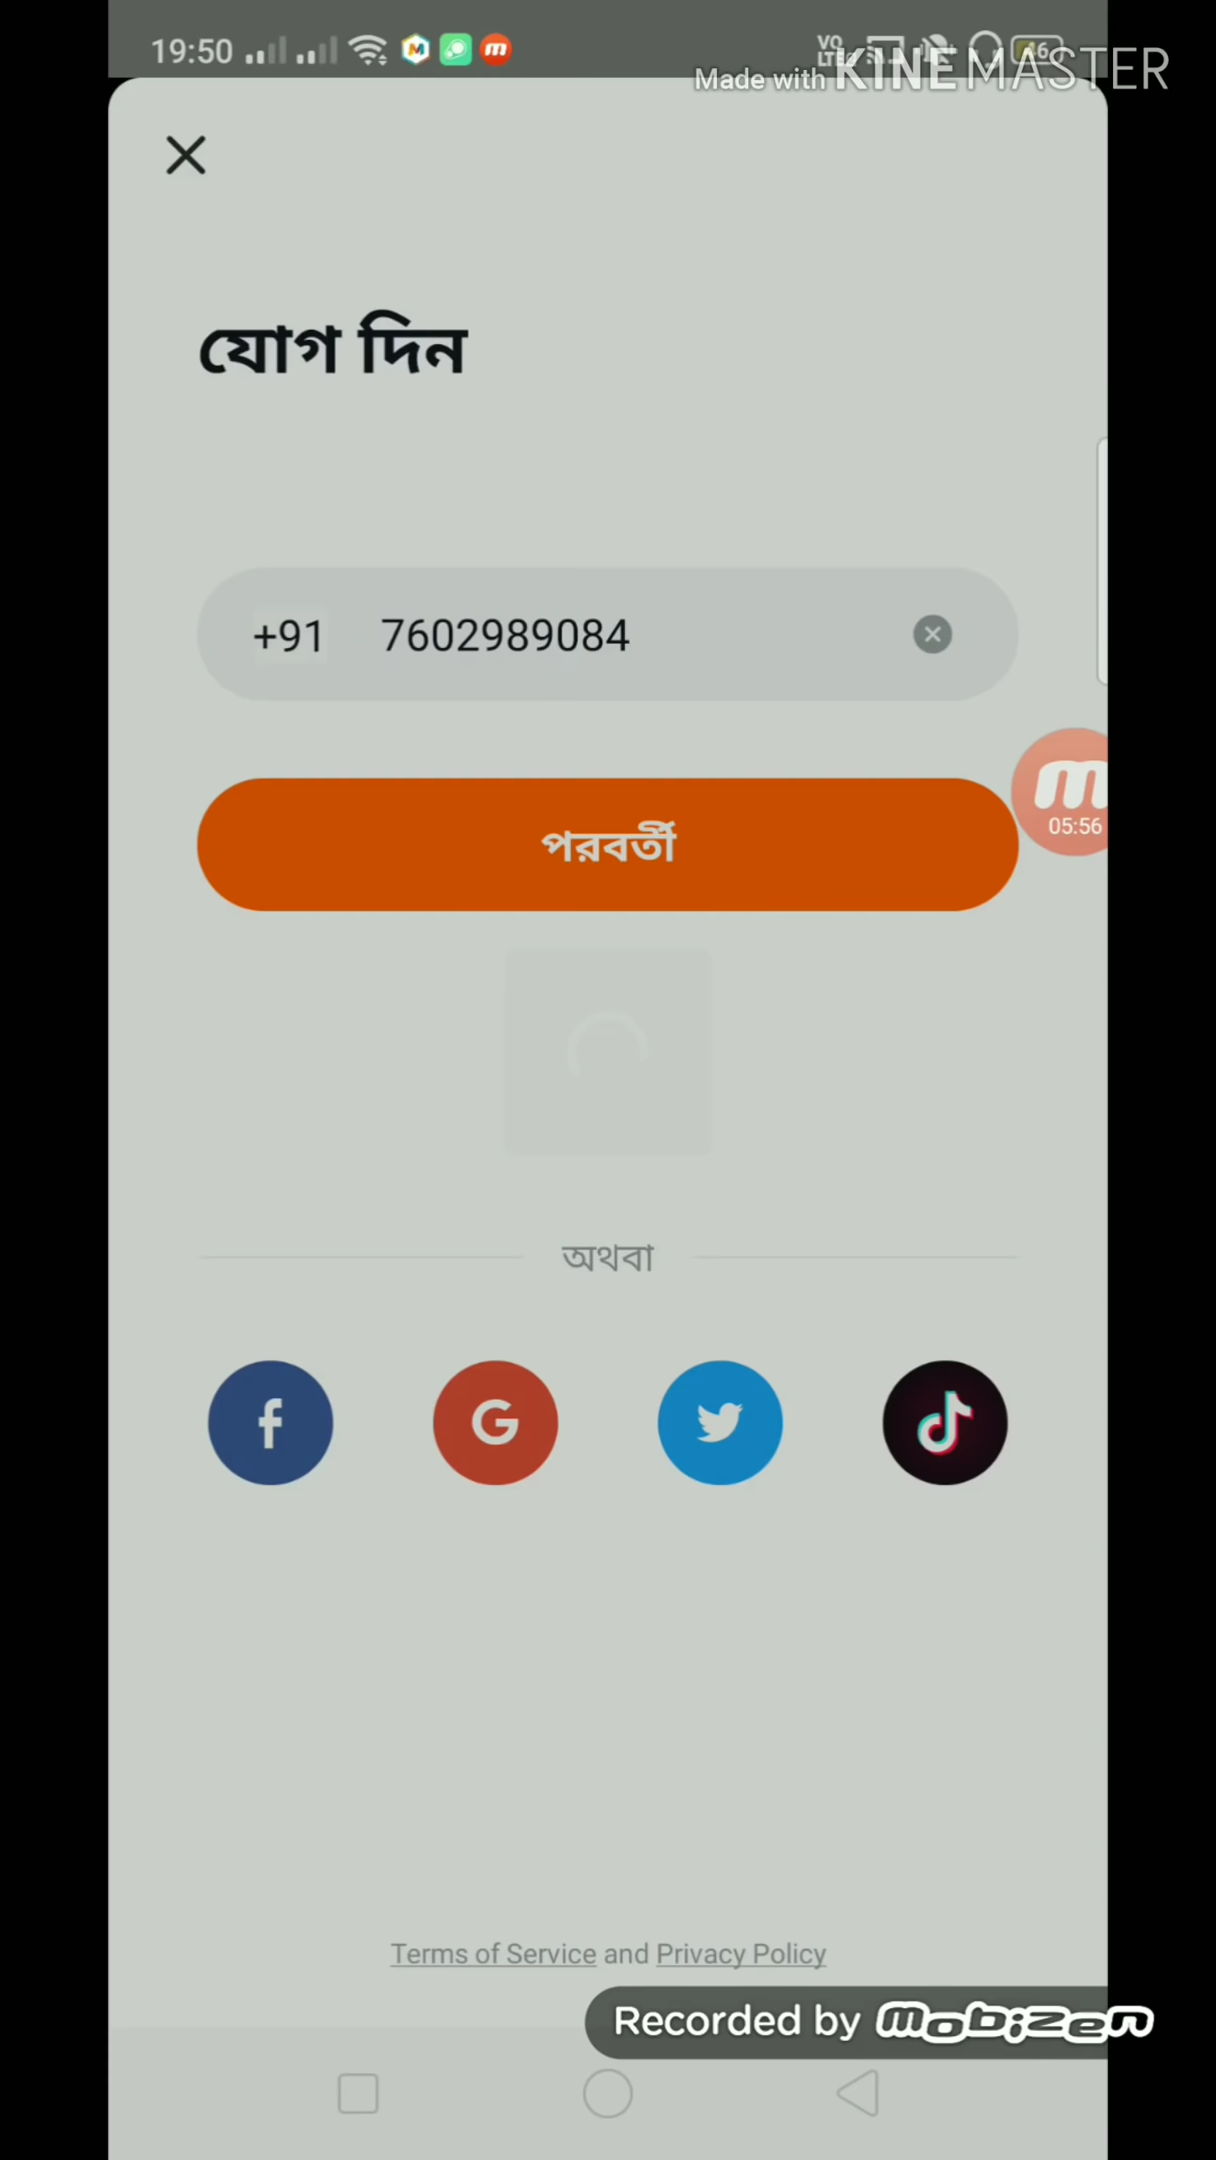 19:50
Made with KINEMASTER
যোগ দিন
+91 7602989084
পরবর্তী
05:56
অথবা
Terms of Service and Privacy Policy
Recorded by mobizen